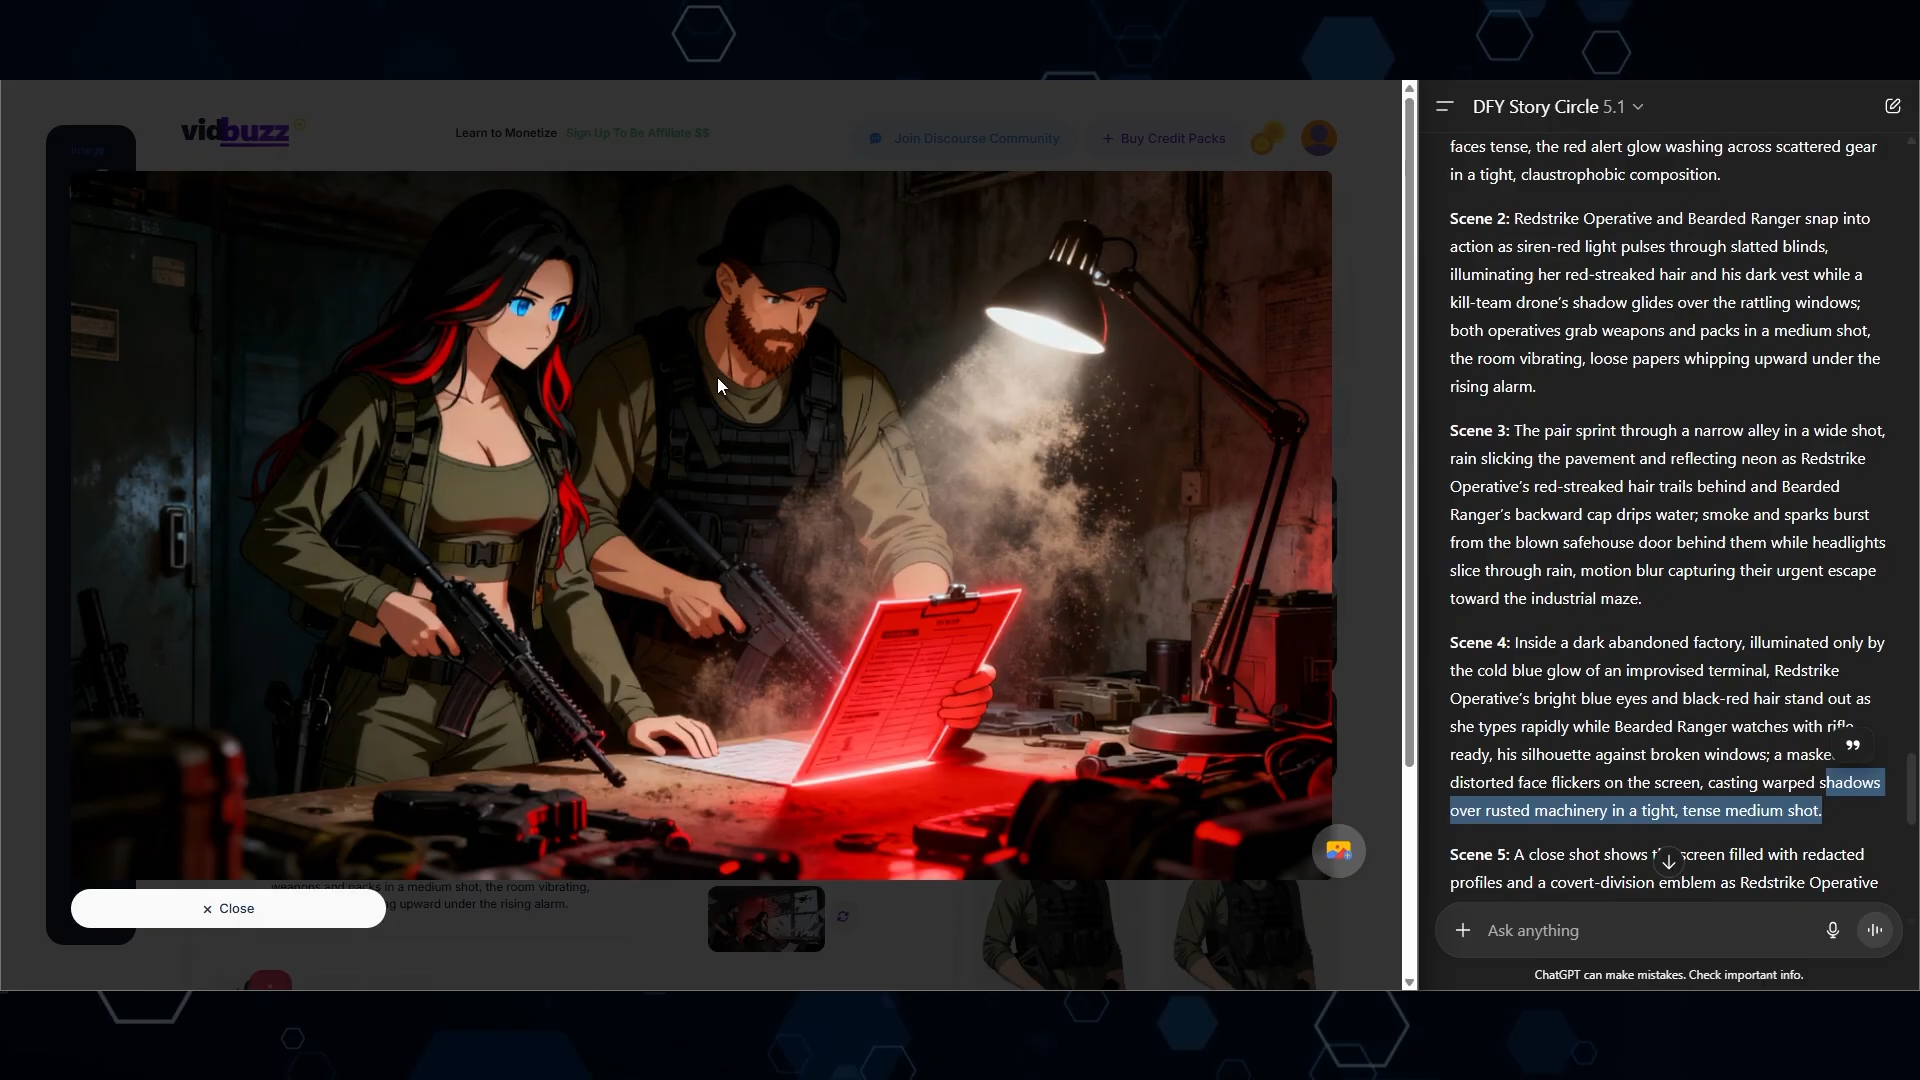 image
vidbuzz
Learn to Monetize
Sign Up To Be Affiliate $$
Join Discourse Community
+ Buy Credit Packs
weapons and packs in a medium shot, the room vibrating,
ng upward under the rising alarm.
× Close
DFY Story Circle 5.1
faces tense, the red alert glow washing across scattered gear
in a tight, claustrophobic composition.
Scene 2: Redstrike Operative and Bearded Ranger snap into
action as siren-red light pulses through slatted blinds,
illuminating her red-streaked hair and his dark vest while a
kill-team drone's shadow glides over the rattling windows;
both operatives grab weapons and packs in a medium shot,
the room vibrating, loose papers whipping upward under the
rising alarm.
Scene 3: The pair sprint through a narrow alley in a wide shot,
rain slicking the pavement and reflecting neon as Redstrike
Operative's red-streaked hair trails behind and Bearded
Ranger's backward cap drips water; smoke and sparks burst
from the blown safehouse door behind them while headlights
slice through rain, motion blur capturing their urgent escape
toward the industrial maze.
Scene 4: Inside a dark abandoned factory, illuminated only by
the cold blue glow of an improvised terminal, Redstrike
Operative's bright blue eyes and black-red hair stand out as
she types rapidly while Bearded Ranger watches with rifle
ready, his silhouette against broken windows; a maske
distorted face flickers on the screen, casting warped shadows
over rusted machinery in a tight, tense medium shot.
Scene 5: A close shot shows screen filled with redacted
profiles and a covert-division emblem as Redstrike Operative
Ask anything
ChatGPT can make mistakes. Check important info.